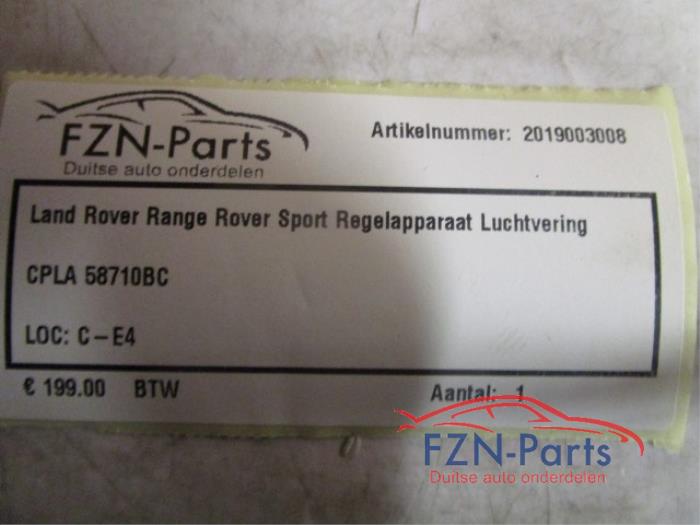 FZN-Parts
Duitse auto onderdelen
Artikelnummer: 2019003008
Land Rover Range Rover Sport Regelapparaat Luchtvering
CPLA 58710BC
LOC: C-E4
€ 199.00 BTW
Aantal: 1
FZN-Parts
Duitse auto onderdelen